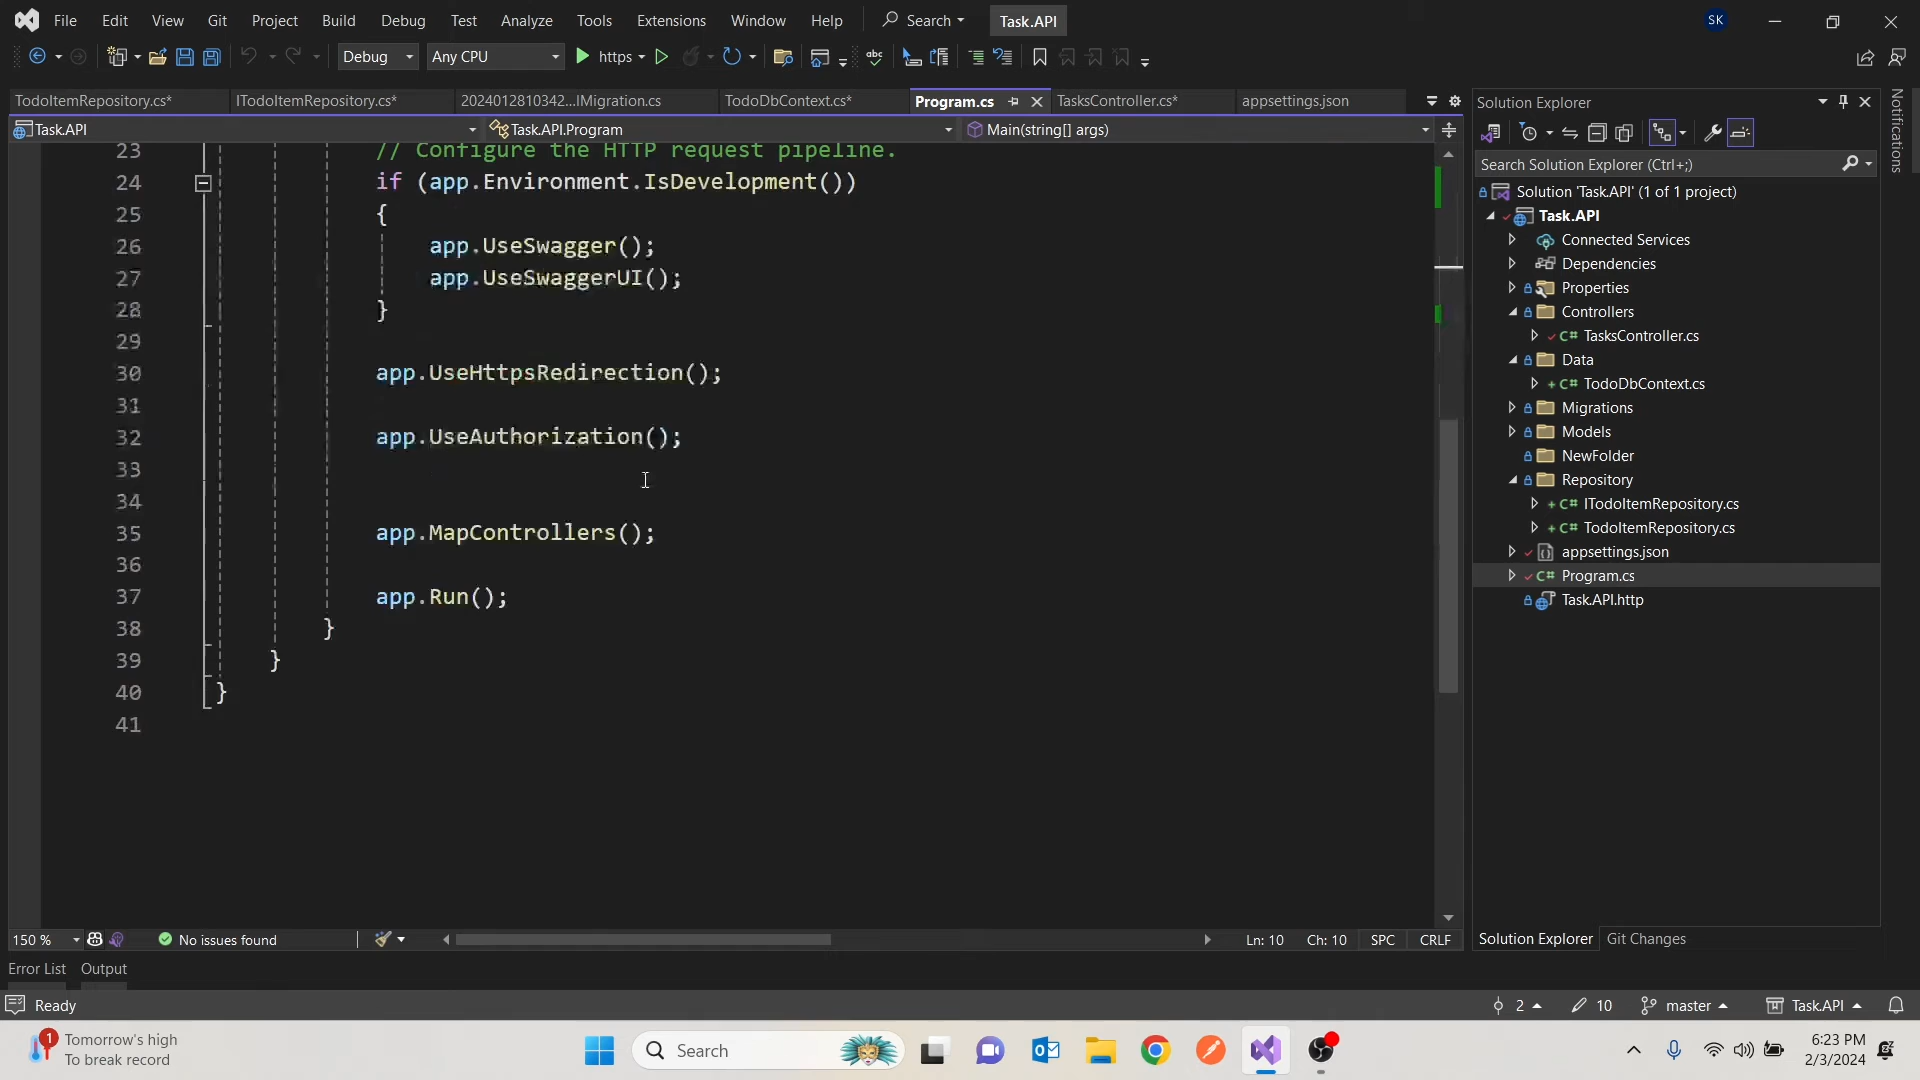 File Edit View Git Project Build Debug Test Analyze Tools Extensions Window Help Search Task.API SK
Debug Any CPU https
TodoItemRepository.cs* ITodoItemRepository.cs* 2024012810342...lMigration.cs TodoDbContext.cs* Program.cs TasksController.cs* appsettings.json
Task.API Task.API.Program Main(string[] args)
23 // Configure the HTTP request pipeline.
24 if (app.Environment.IsDevelopment())
25 {
26 app.UseSwagger();
27 app.UseSwaggerUI();
28 }
29
30 app.UseHttpsRedirection();
31
32 app.UseAuthorization();
33
34
35 app.MapControllers();
36
37 app.Run();
38 }
39 }
40 }
41
150 % No issues found Ln: 10 Ch: 10 SPC CRLF
Error List Output
Solution Explorer
Search Solution Explorer (Ctrl+;)
Solution 'Task.API' (1 of 1 project)
Task.API
Connected Services
Dependencies
Properties
Controllers
C# TasksController.cs
Data
C# TodoDbContext.cs
Migrations
Models
NewFolder
Repository
C# ITodoItemRepository.cs
C# TodoItemRepository.cs
appsettings.json
C# Program.cs
Task.API.http
Solution Explorer Git Changes
Notifications
Ready 2 10 master Task.API
1 Tomorrow's high
To break record
Search
6:23 PM
2/3/2024